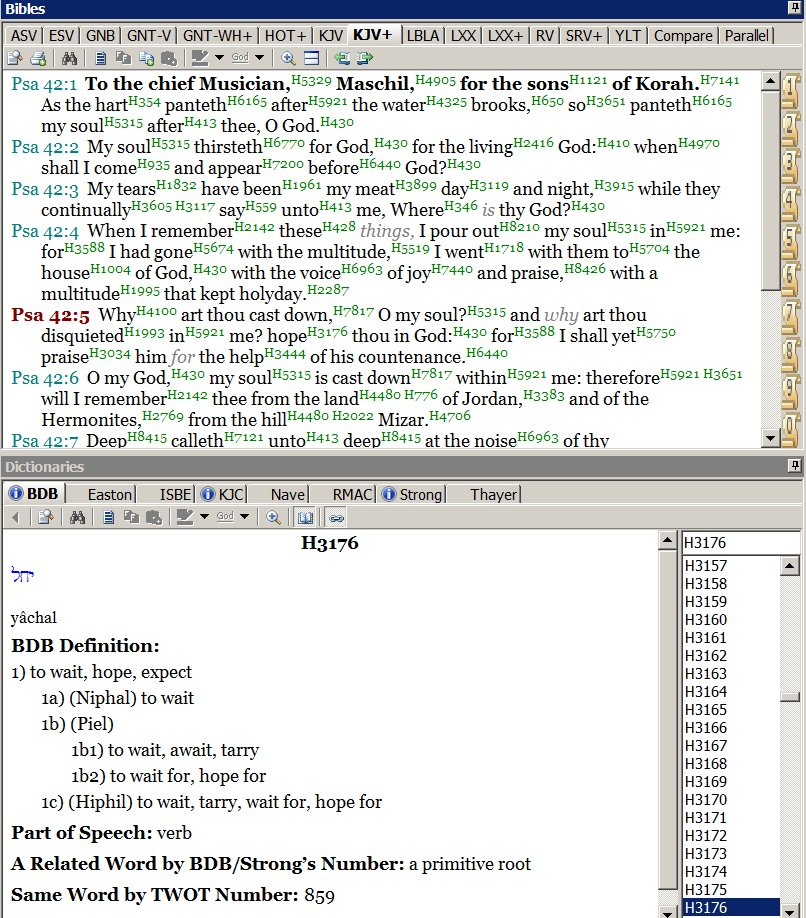 Bibles
ASV ESV GNB GNT-V GNT-WH+ HOT+ KJV KJV+ LBLA LXX LXX+ RV SRV+ YLT Compare Parallel
God
Psa 42:1 To the chief Musician,H5329 Maschil,H4905 for the sonsH1121 of Korah.H7141
As the hartH354 pantethH6165 afterH5921 the waterH4325 brooks,H650 soH3651 pantethH6165
my soulH5315 afterH413 thee, O God.H430
Psa 42:2 My soulH5315 thirstethH6770 for God,H430 for the livingH2416 God:H410 whenH4970
shall I comeH935 and appearH7200 beforeH6440 God?H430
Psa 42:3 My tearsH1832 have beenH1961 my meatH3899 dayH3119 and night,H3915 while they
continuallyH3605 H3117 sayH559 untoH413 me, WhereH346 is thy God?H430
Psa 42:4 When I rememberH2142 theseH428 things, I pour outH8210 my soulH5315 inH5921 me:
forH3588 I had goneH5674 with the multitude,H5519 I wentH1718 with them toH5704 the
houseH1004 of God,H430 with the voiceH6963 of joyH7440 and praise,H8426 with a
multitudeH1995 that kept holyday.H2287
Psa 42:5 WhyH4100 art thou cast down,H7817 O my soul?H5315 and why art thou
disquietedH1993 inH5921 me? hopeH3176 thou in God:H430 forH3588 I shall yetH5750
praiseH3034 him for the helpH3444 of his countenance.H6440
Psa 42:6 O my God,H430 my soulH5315 is cast downH7817 withinH5921 me: thereforeH5921 H3651
will I rememberH2142 thee from the landH4480 H776 of Jordan,H3383 and of the
Hermonites,H2769 from the hillH4480 H2022 Mizar.H4706
Psa 42:7 DeepH8415 callethH7121 untoH413 deepH8415 at the noiseH6963 of thy
1
2
3
4
5
6
7
8
9
Dictionaries
BDB Easton ISBE KJC Nave RMAC Strong Thayer
God
H3176
יחל
yâchal
BDB Definition:
1) to wait, hope, expect
1a) (Niphal) to wait
1b) (Piel)
1b1) to wait, await, tarry
1b2) to wait for, hope for
1c) (Hiphil) to wait, tarry, wait for, hope for
Part of Speech: verb
A Related Word by BDB/Strong's Number: a primitive root
Same Word by TWOT Number: 859
H3176
H3157
H3158
H3159
H3160
H3161
H3162
H3163
H3164
H3165
H3166
H3167
H3168
H3169
H3170
H3171
H3172
H3173
H3174
H3175
H3176